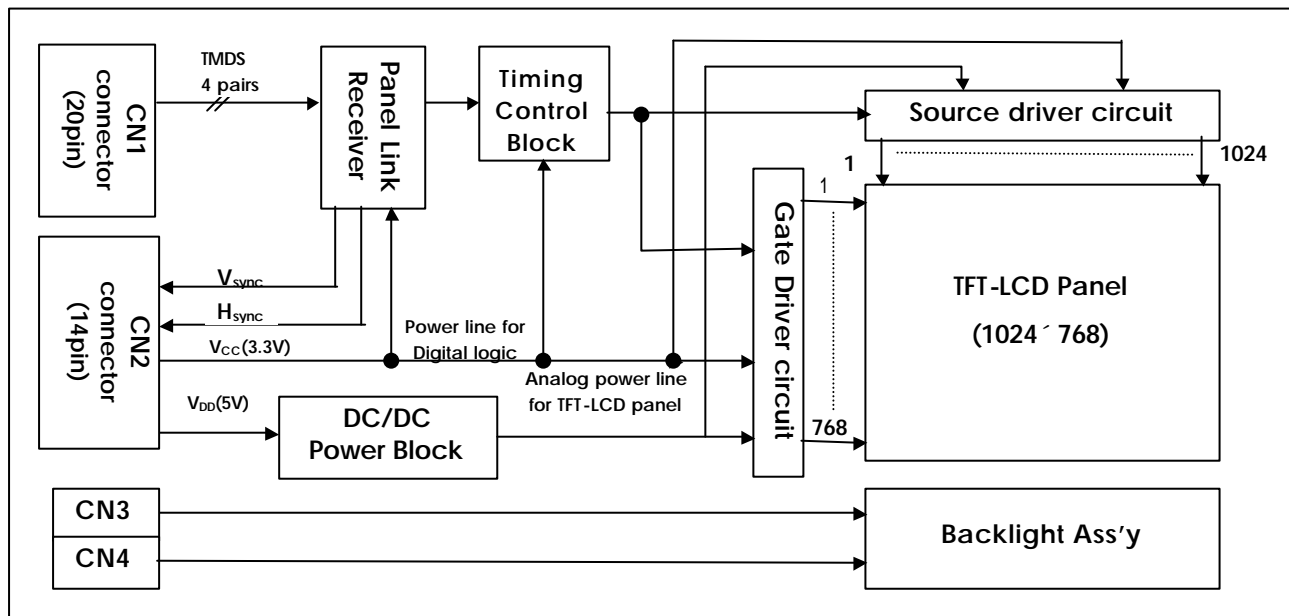 CN1
connector
(20pin)
TMDS
4 pairs
Panel Link
Receiver
Timing
Control
Block
Source driver circuit
1024
1
1
Gate Driver circuit
TFT-LCD Panel
(1024 ´ 768)
768
CN2
connector
(14pin)
Vsync
Hsync
VCC(3.3V)
Power line for
Digital logic
Analog power line
for TFT-LCD panel
VDD(5V)
DC/DC
Power Block
CN3
CN4
Backlight Ass'y